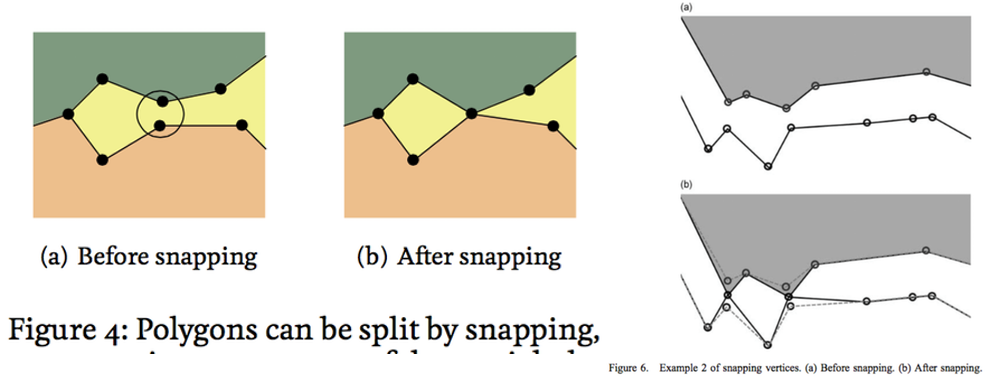 (a) Before snapping
(b) After snapping
Figure 4: Polygons can be split by snapping,
(a)
(b)
Figure 6. Example 2 of snapping vertices. (a) Before snapping. (b) After snapping.